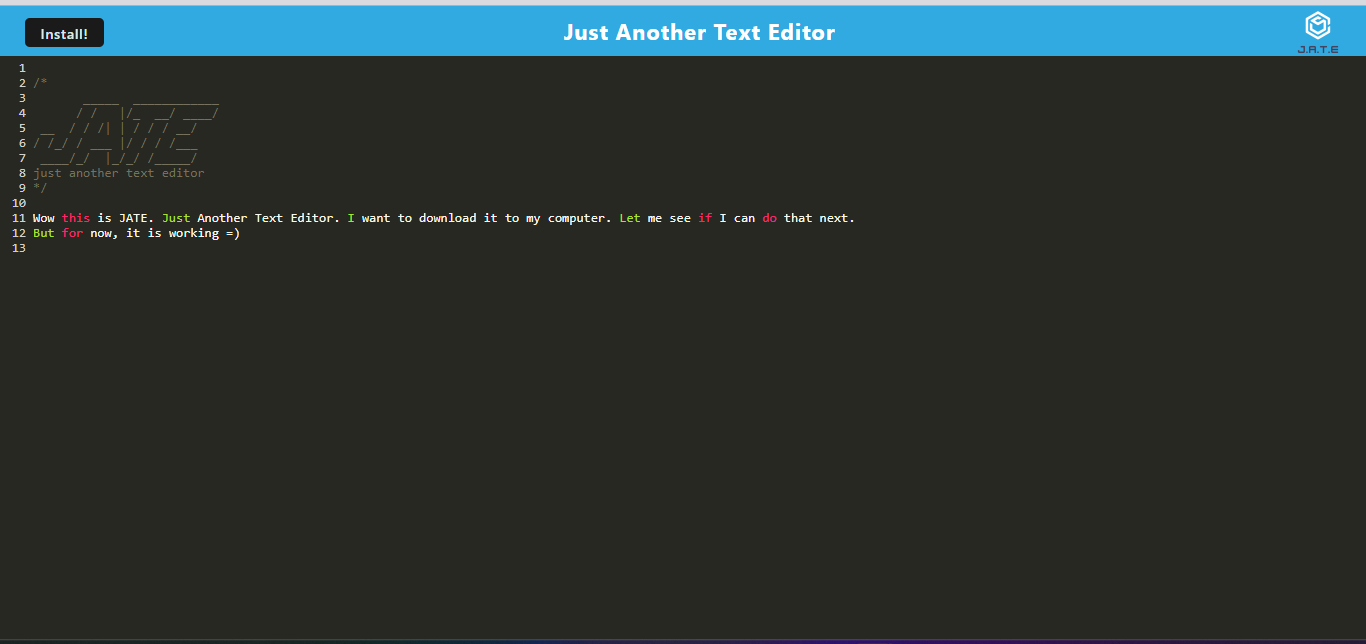 Install!
Just Another Text Editor
J.A.T.E
1
2 /*
3        _____  ____________
4       / /   |/_  __/ ____/
5  __  / / /| | / / / __/
6 / /_/ / ___ |/ / / /___
7  ____/_/  |_/_/ /_____/
8 just another text editor
9 */
10
11 Wow this is JATE. Just Another Text Editor. I want to download it to my computer. Let me see if I can do that next.
12 But for now, it is working =)
13